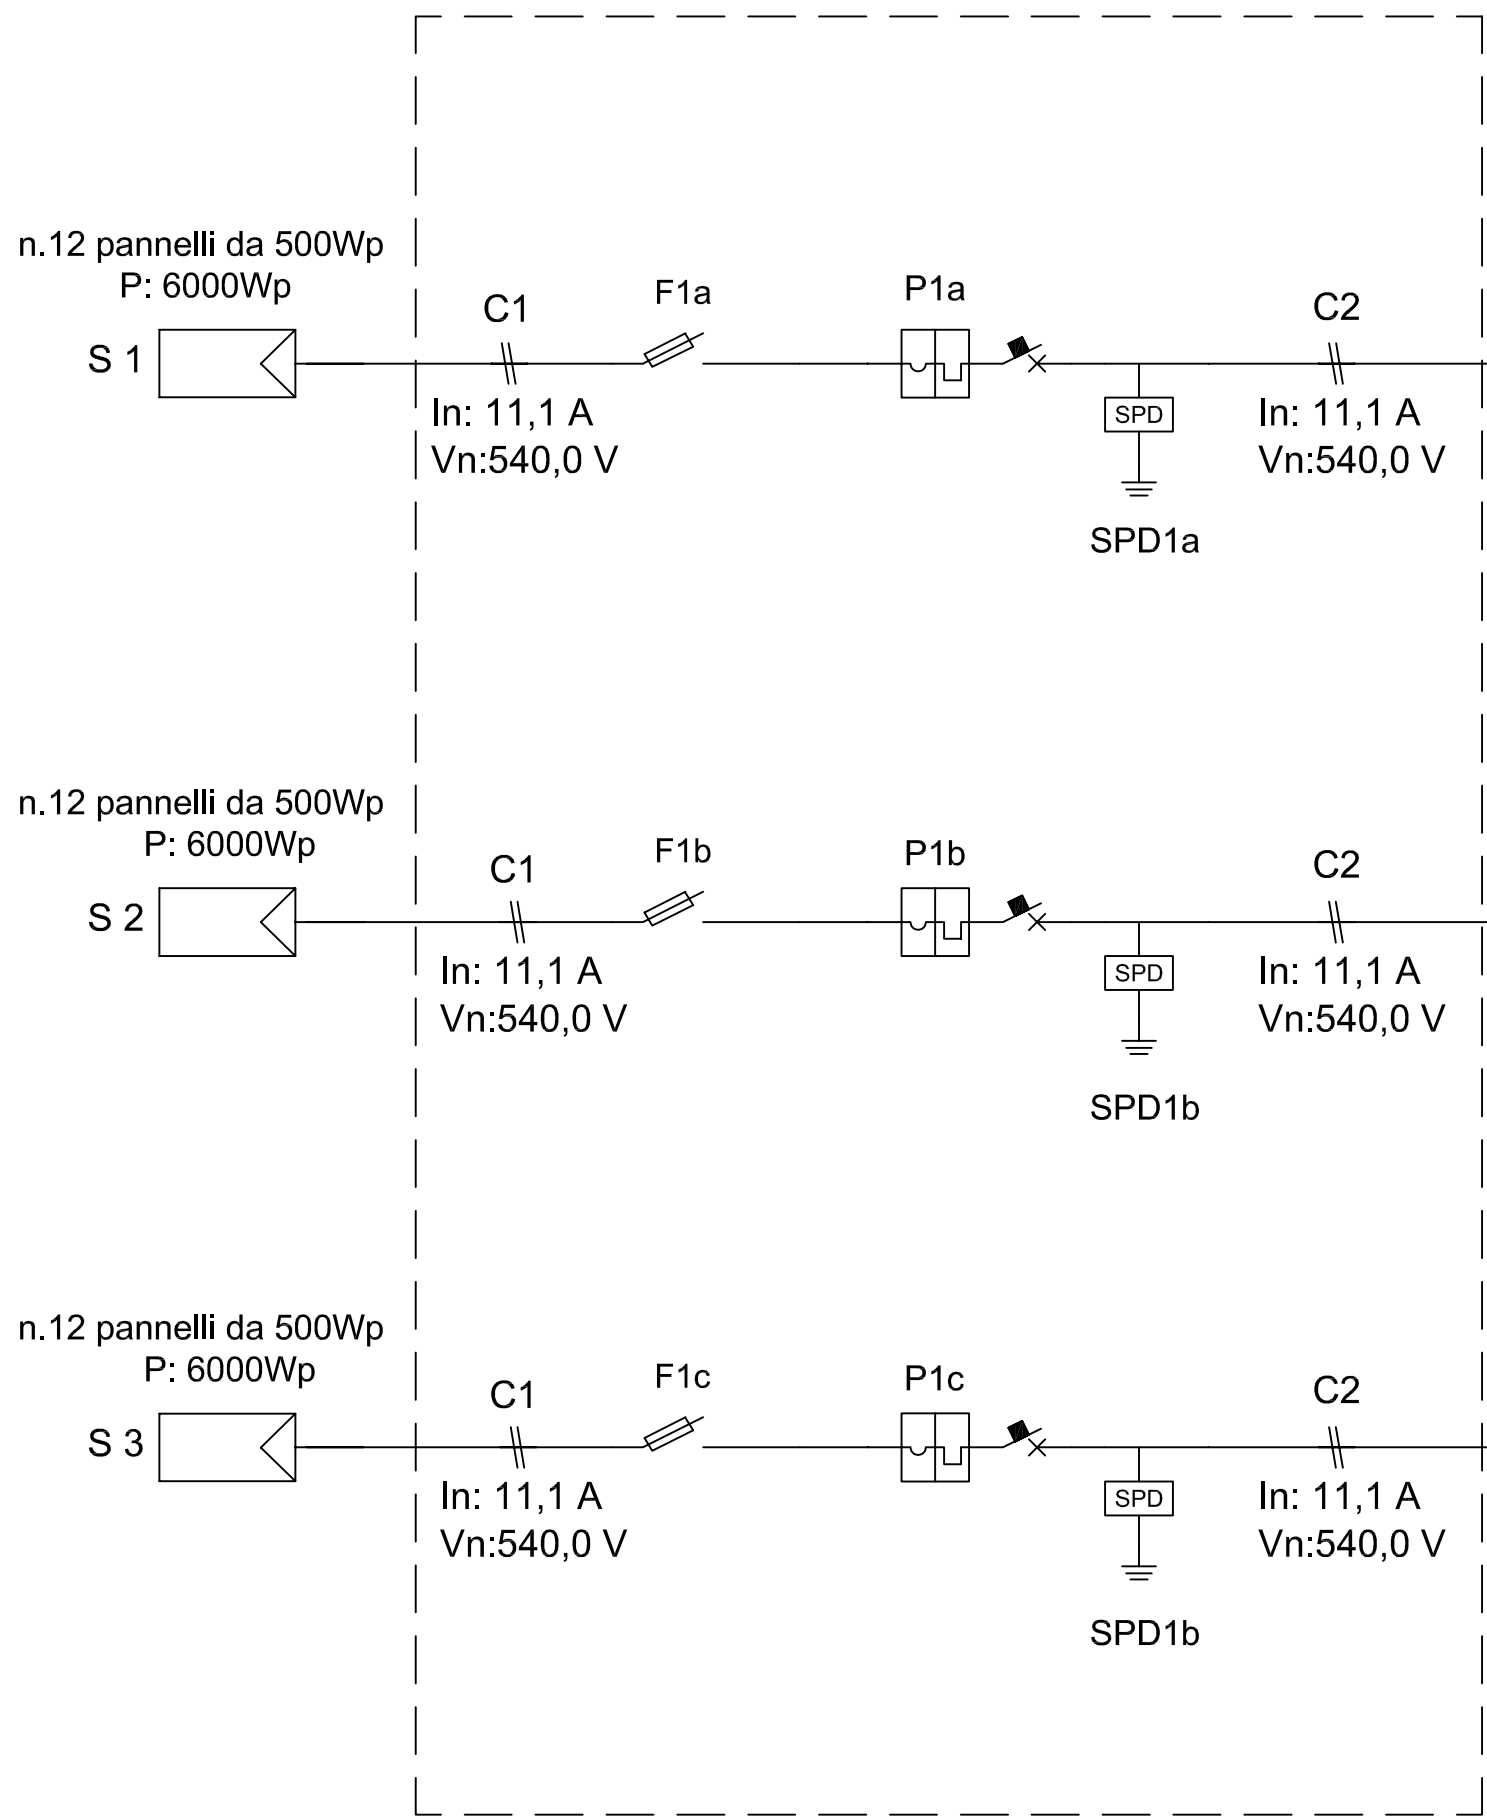 n.12 pannelli da 500Wp
P: 6000Wp
S 1
C1
In: 11,1 A
Vn:540,0 V
F1a
P1a
SPD
SPD1a
C2
In: 11,1 A
Vn:540,0 V
n.12 pannelli da 500Wp
P: 6000Wp
S 2
C1
In: 11,1 A
Vn:540,0 V
F1b
P1b
SPD
SPD1b
C2
In: 11,1 A
Vn:540,0 V
n.12 pannelli da 500Wp
P: 6000Wp
S 3
C1
In: 11,1 A
Vn:540,0 V
F1c
P1c
SPD
SPD1b
C2
In: 11,1 A
Vn:540,0 V